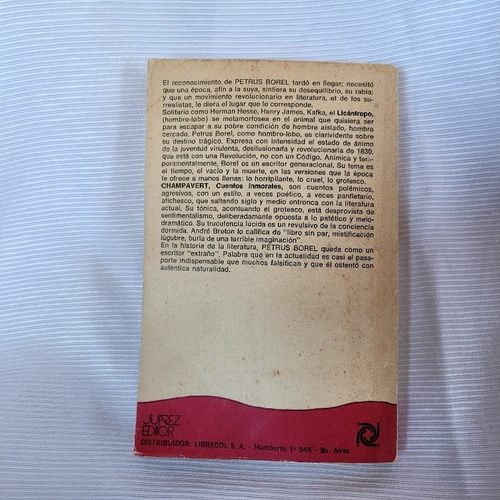 El reconocimiento de PETRUS BOREL tardó en llegar; necesitó
que una época, afín a la suya, sintiera su desequilibrio, su rabia;
y que un movimiento revolucionario en literatura, el de los su-
rrealistas, le diera el lugar que le corresponde.
Solitario como Herman Hesse, Henry James, Kafka, el Licántropo,
(hombre-lobo) se metamorfosea en el animal que quisiera ser
para escapar a su pobre condición de hombre aislado, hombre
cercado. Petrus Borel, como hombre-lobo, es clarividente sobre
su destino trágico. Expresa con intensidad el estado de ánimo
de la juventud virulenta, desilusionada y revolucionaria de 1830,
que está con una Revolución, no con un Código. Anímica y tem-
peramentalmente, Borel es un escritor generacional. Su tema es
el tiempo, el vacío y la muerte, en las versiones que la época
le ofrece a manos llenas: lo horripilante, lo cruel, lo grotesco.
CHAMPAVERT, Cuentos Inmorales, son cuentos polémicos,
agresivos, con un estilo, a veces poético, a veces panfletario,
afichesco, que saltando siglo y medio entronca con la literatura
actual. Su tónica, acentuando el grotesco, está desprovista de
sentimentalismo, deliberadamente opuesta a lo patético y melo-
dramático. Su truculencia lúcida es un revulsivo de la conciencia
dormida. André Breton lo califica de "libro sin par, mistificación
lúgubre, burla de una terrible imaginación".
En la historia de la literatura, PETRUS BOREL queda como un
escritor "extraño". Palabra que en la actualidad es casi el pasa-
porte indispensable que muchos falsifican y que él ostentó con
auténtica naturalidad.
JUAREZ
EDITOR
DISTRIBUIDOR: LIBRECOL S. A. - Humberto 1º 545 - Bs. Aires